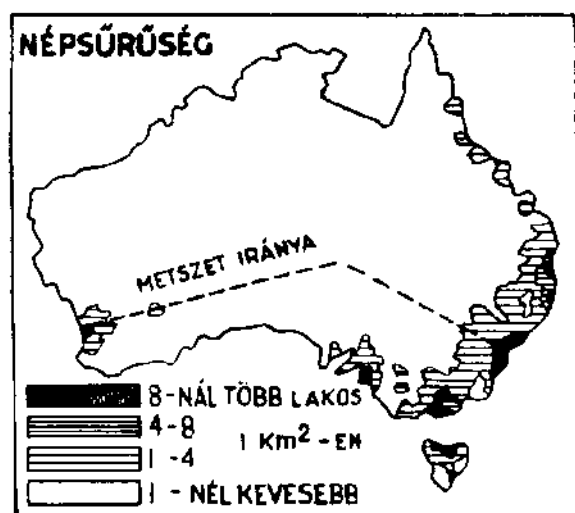 NÉPSŰRŰSÉG
METSZET IRÁNYA
8-NÁL TÖBB LAKOS
4-8
1 Km² - EN
1 -4
1 - NÉL KEVESEBB